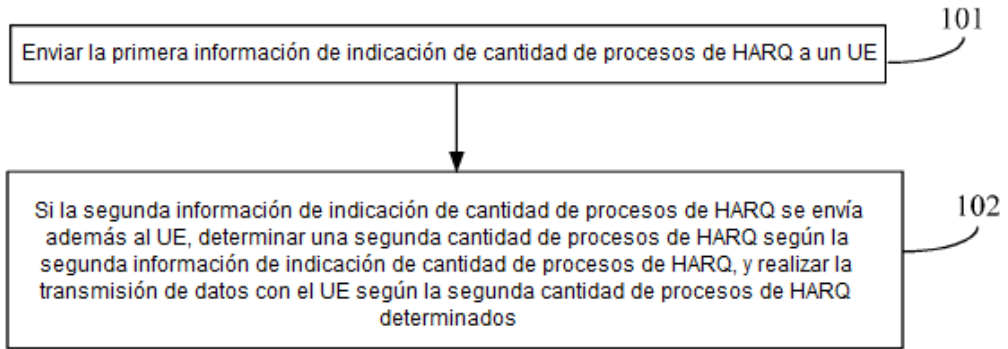 101
Enviar la primera información de indicación de cantidad de procesos de HARQ a un UE
Si la segunda información de indicación de cantidad de procesos de HARQ se envía
además al UE, determinar una segunda cantidad de procesos de HARQ según la
segunda información de indicación de cantidad de procesos de HARQ, y realizar la
transmisión de datos con el UE según la segunda cantidad de procesos de HARQ
determinados
102